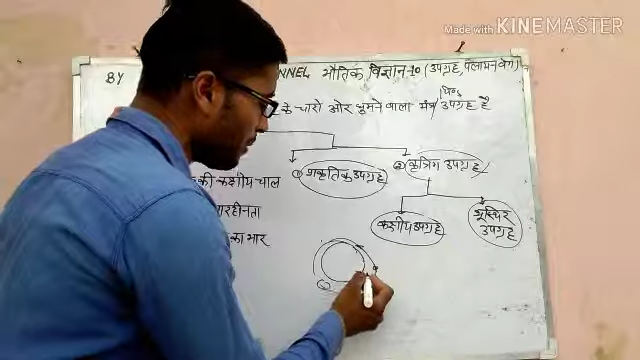 Made with KINEMASTER
BY NNEL भौतिक विज्ञान-10 (उपग्रह, पलायन वेग)
के चारो ओर घूमने वाला उपग्रह है
① प्राकृतिक उपग्रह ② कृत्रिम उपग्रह
की कक्षीय चाल
ारहीनता कक्षीय उपग्रह भूस्थिर
उपग्रह
का भार